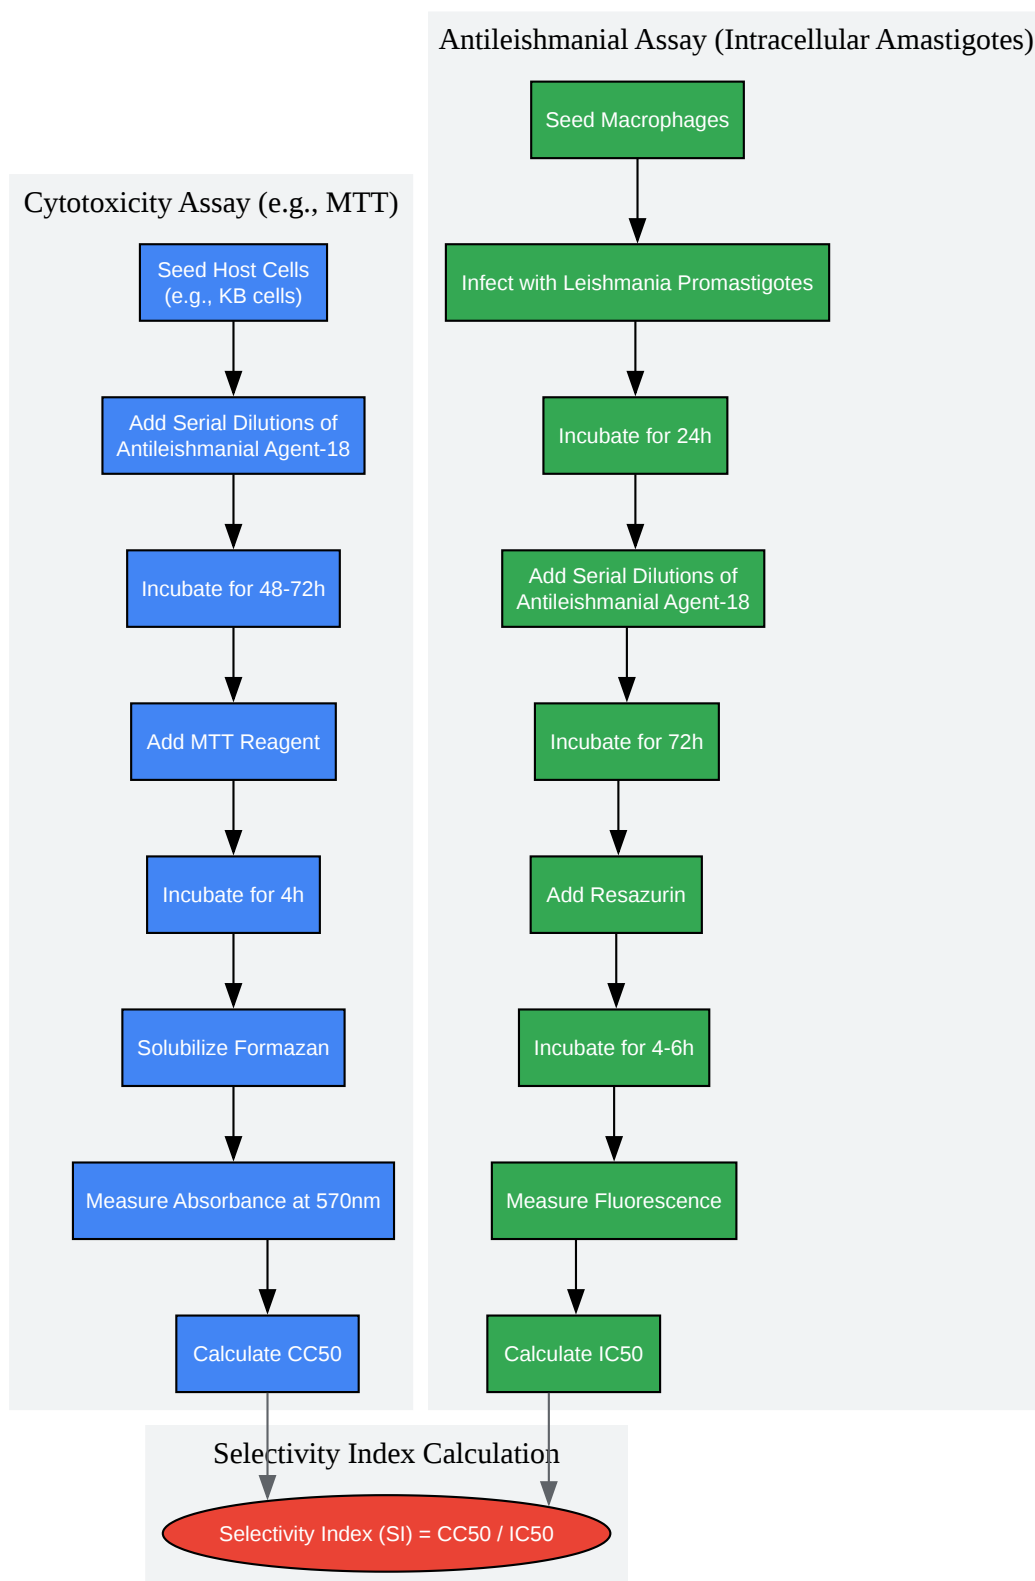 Antileishmanial Assay (Intracellular Amastigotes)
Seed Macrophages
Infect with Leishmania Promastigotes
Incubate for 24h
Add Serial Dilutions of
Antileishmanial Agent-18
Incubate for 72h
Add Resazurin
Incubate for 4-6h
Measure Fluorescence
Calculate IC50
Cytotoxicity Assay (e.g., MTT)
Seed Host Cells
(e.g., KB cells)
Add Serial Dilutions of
Antileishmanial Agent-18
Incubate for 48-72h
Add MTT Reagent
Incubate for 4h
Solubilize Formazan
Measure Absorbance at 570nm
Calculate CC50
Selectivity Index Calculation
Selectivity Index (SI) = CC50 / IC50